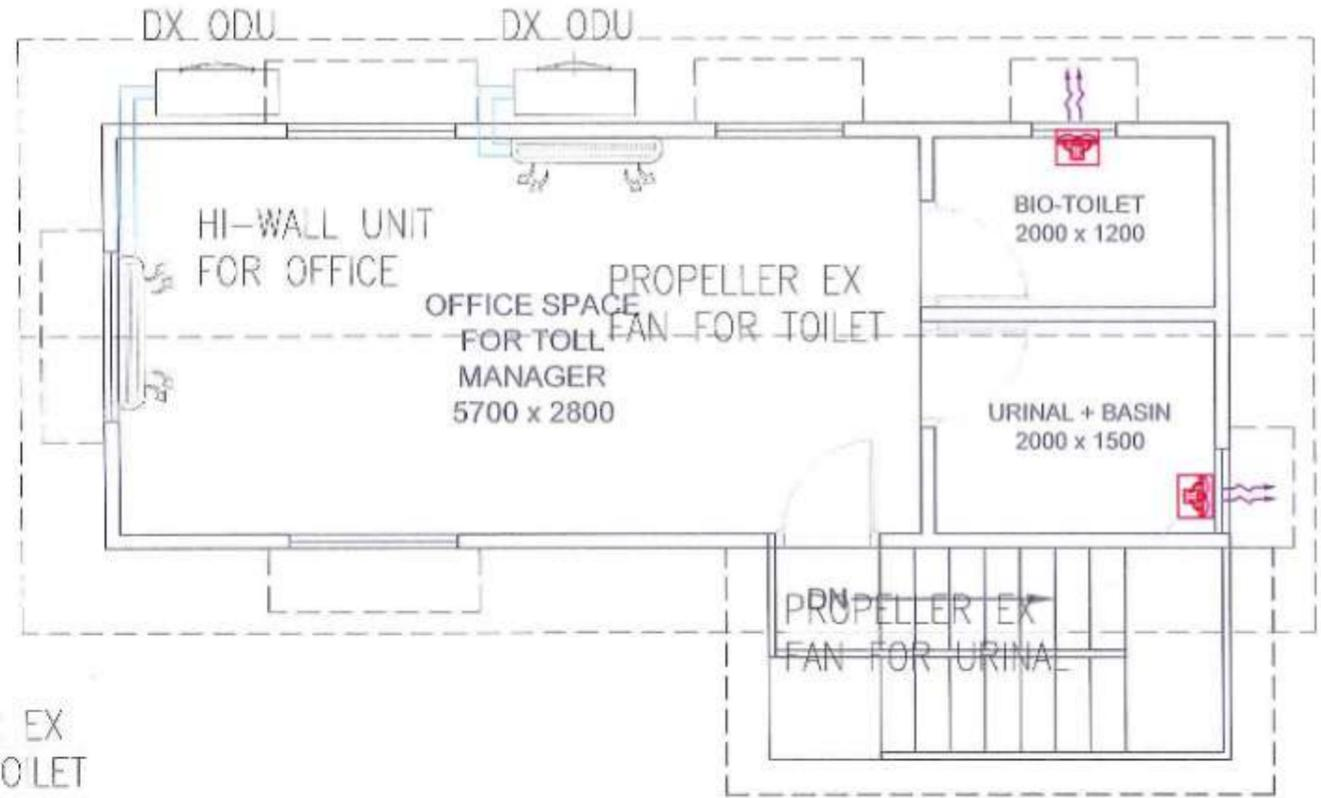 DX ODU
DX ODU
HI-WALL UNIT
FOR OFFICE
OFFICE SPACE
FOR TOLL
MANAGER
5700 x 2800
PROPELLER EX
FAN FOR TOILET
BIO-TOILET
2000 x 1200
URINAL + BASIN
2000 x 1500
DN
PROPELLER EX
FAN FOR URINAL
EX
OILET